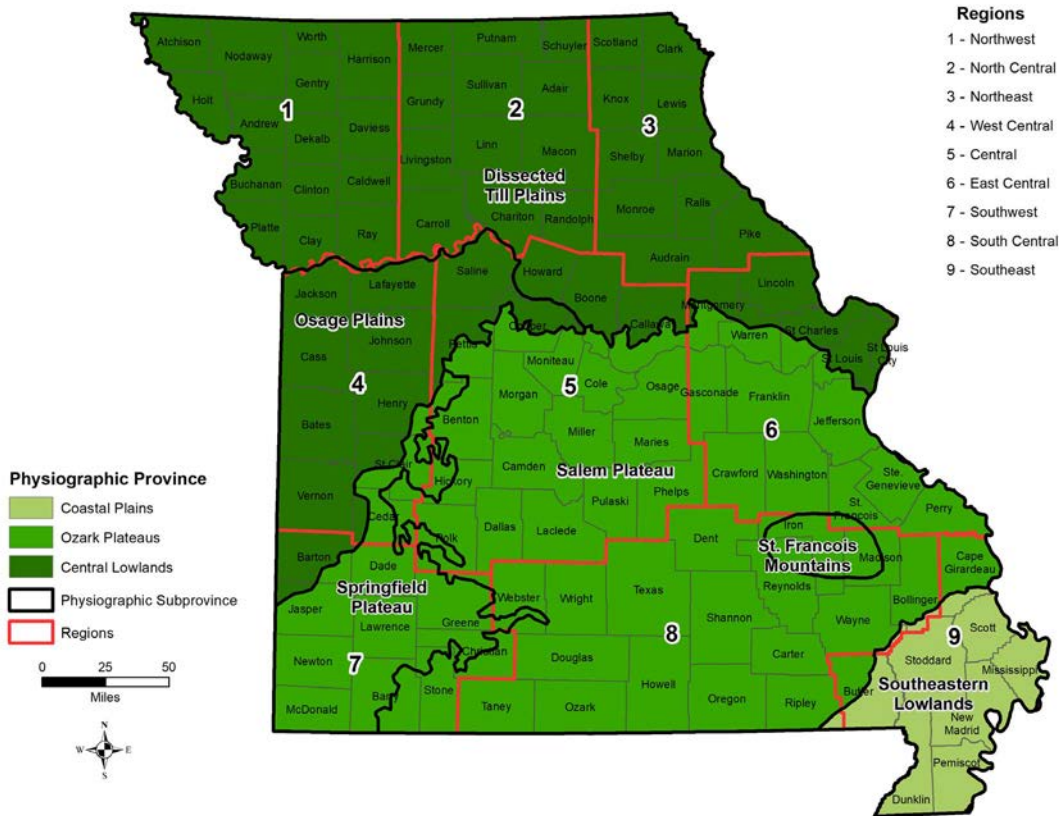 Regions
1 - Northwest
2 - North Central
3 - Northeast
4 - West Central
5 - Central
6 - East Central
7 - Southwest
8 - South Central
9 - Southeast
Atchison
Nodaway
Worth
Harrison
Mercer
Putnam
Schuyler
Scotland
Clark
Holt
Gentry
Grundy
Sullivan
Adair
Knox
Lewis
1
2
3
Andrew
Dekalb
Daviess
Livingston
Linn
Macon
Shelby
Marion
Dissected
Till Plains
Buchanan
Clinton
Caldwell
Carroll
Chariton
Randolph
Monroe
Ralls
Platte
Clay
Ray
Audrain
Pike
Jackson
Lafayette
Saline
Howard
Boone
Callaway
Montgomery
Lincoln
Osage Plains
Cass
Johnson
Pettis
Cooper
Moniteau
Cole
Osage
Gasconade
Warren
St Charles
St Louis
St Louis
City
4
5
6
Bates
Henry
Benton
Morgan
Miller
Maries
Franklin
Jefferson
Vernon
St Clair
Hickory
Camden
Salem Plateau
Pulaski
Phelps
Crawford
Washington
Ste.
Genevieve
St
Francois
Perry
Cedar
Polk
Dallas
Laclede
Dent
Iron
St. Francois
Mountains
Madison
Cape
Girardeau
Barton
Dade
Springfield
Plateau
Webster
Wright
Texas
Reynolds
Bollinger
Jasper
Lawrence
Greene
Christian
Shannon
Wayne
Scott
7
8
9
Newton
Douglas
Howell
Carter
Stoddard
Mississippi
McDonald
Barry
Stone
Taney
Ozark
Oregon
Ripley
Butler
Southeastern
Lowlands
New
Madrid
Pemiscot
Dunklin
Physiographic Province
Coastal Plains
Ozark Plateaus
Central Lowlands
Physiographic Subprovince
Regions
0 25 50
Miles
N
W E
S